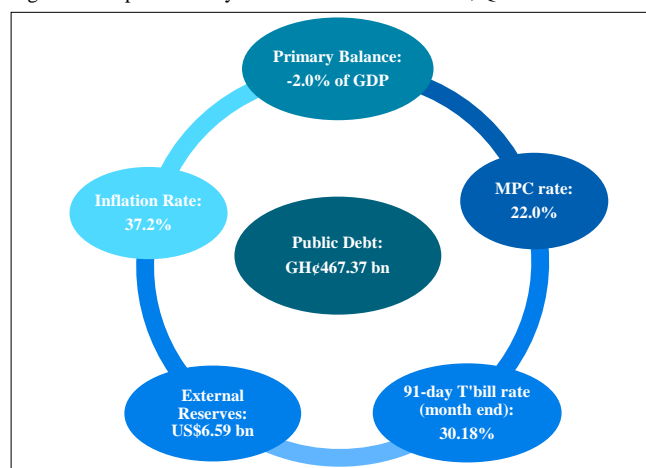 Primary Balance:
-2.0% of GDP
MPC rate:
22.0%
Inflation Rate:
37.2%
Public Debt:
GH¢467.37 bn
External
Reserves:
US$6.59 bn
91-day T'bill rate
(month end):
30.18%